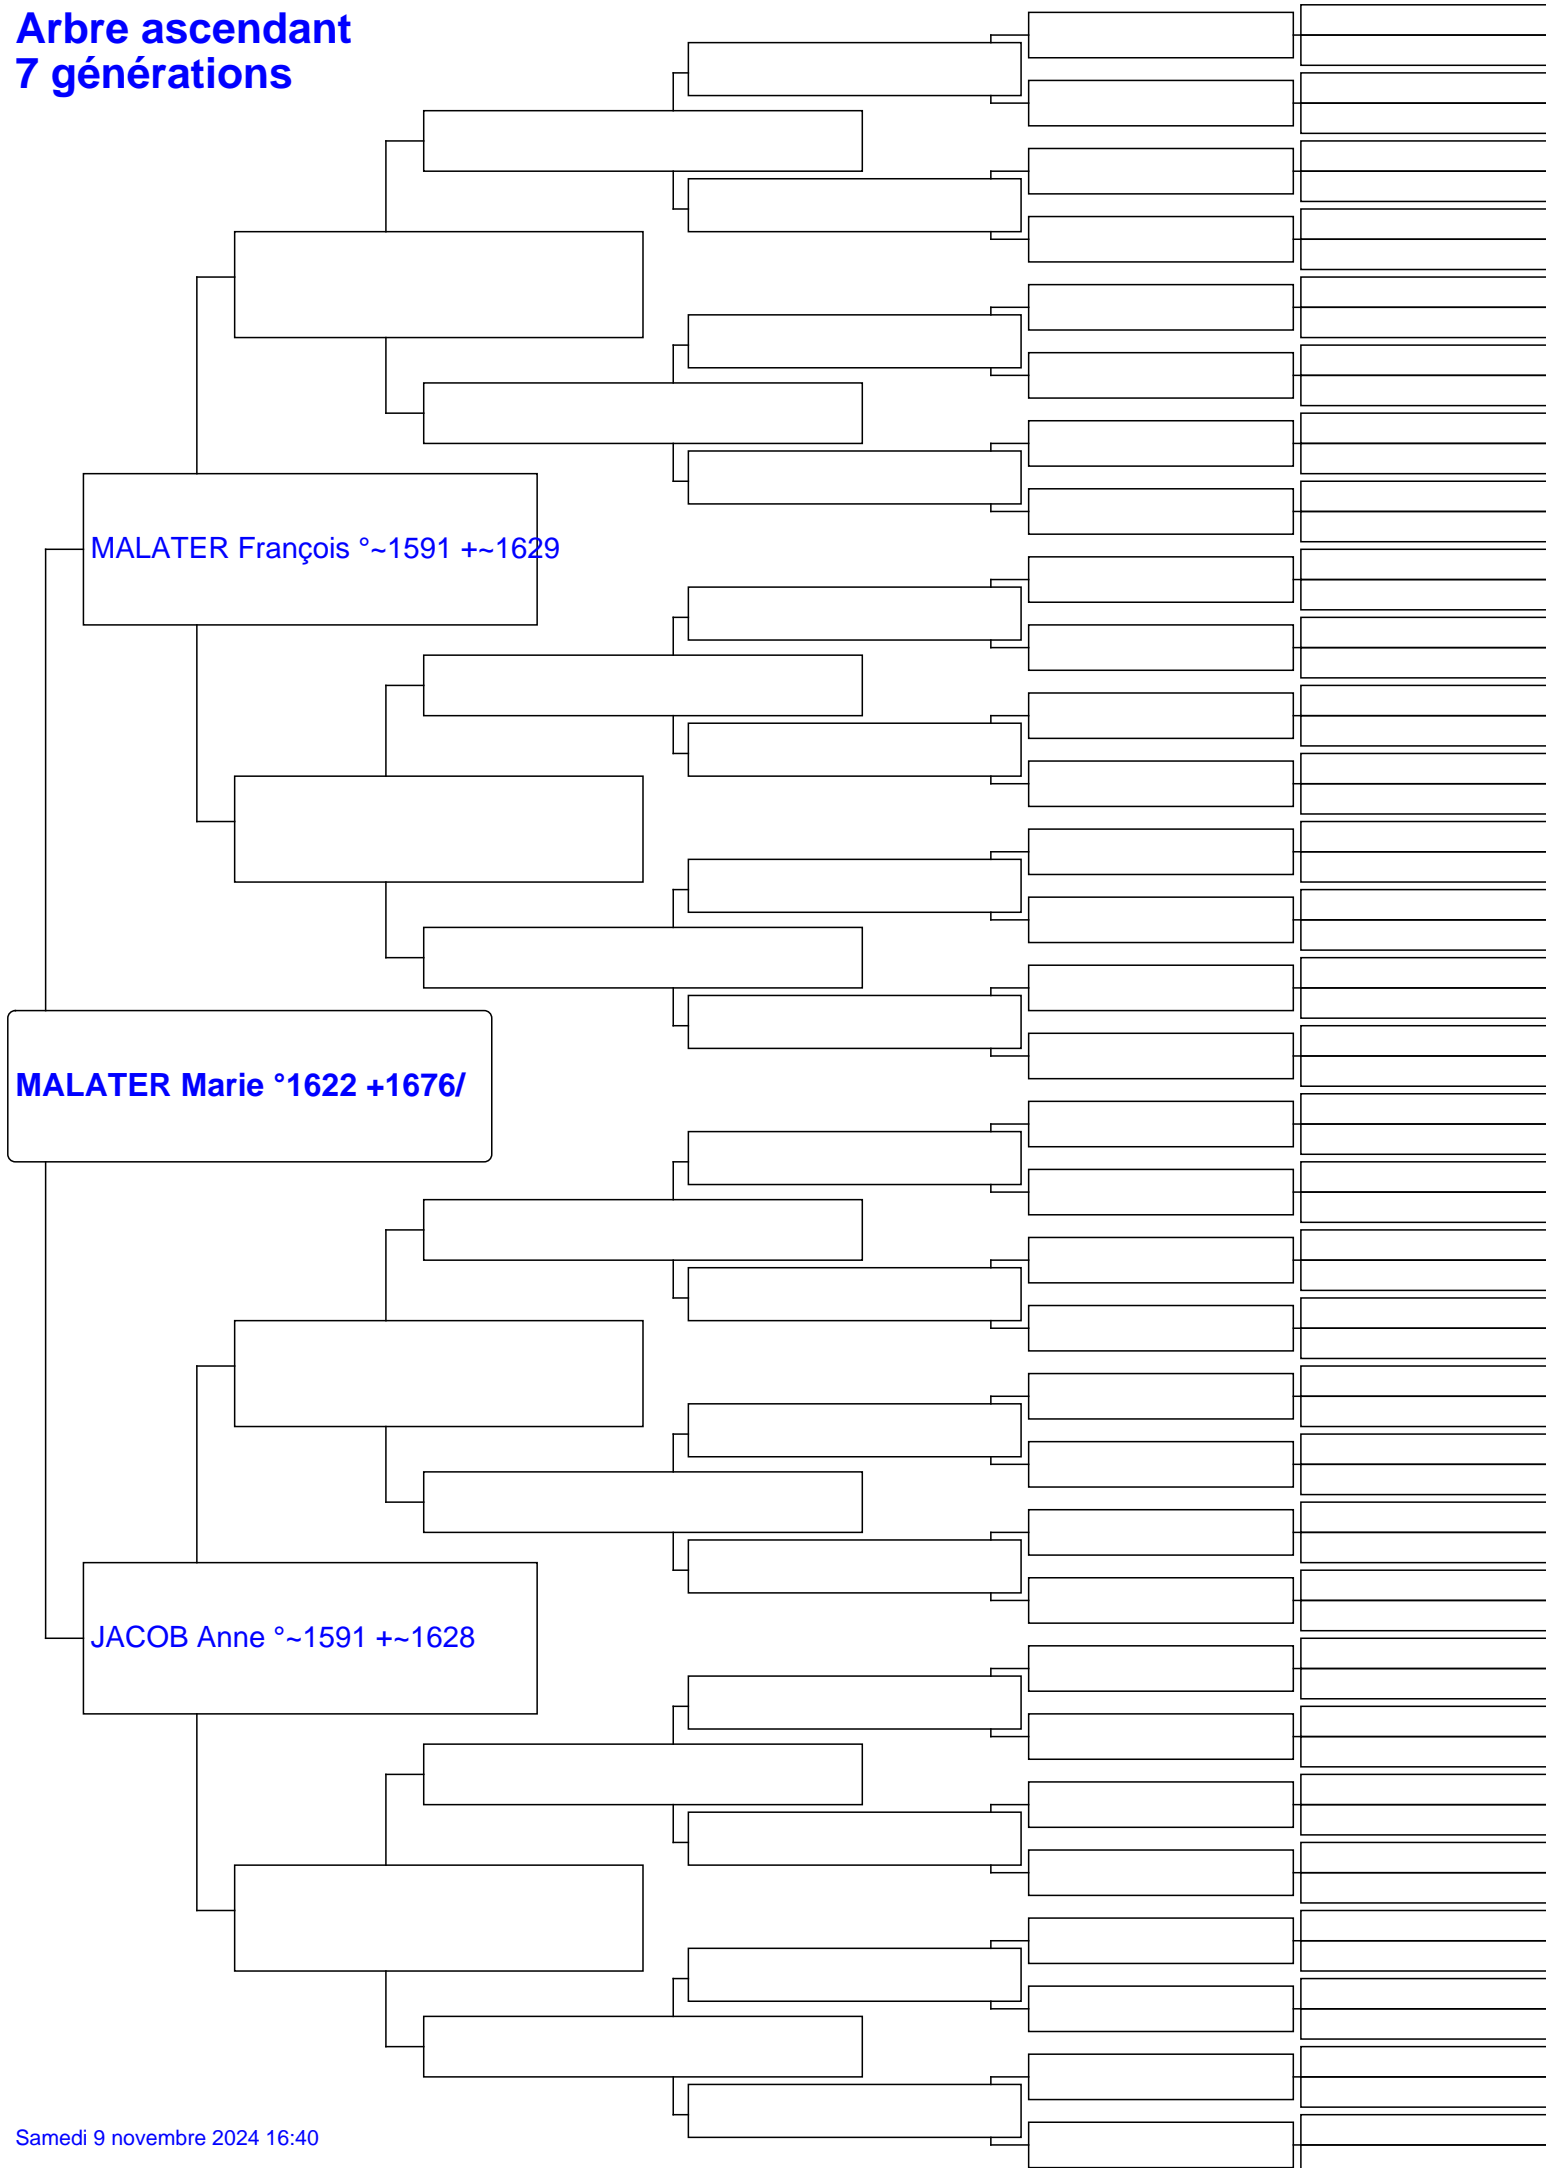 Arbre ascendant
7 générations
MALATER François °~1591 +~1629
MALATER Marie °1622 +1676/
JACOB Anne °~1591 +~1628
Samedi 9 novembre 2024 16:40